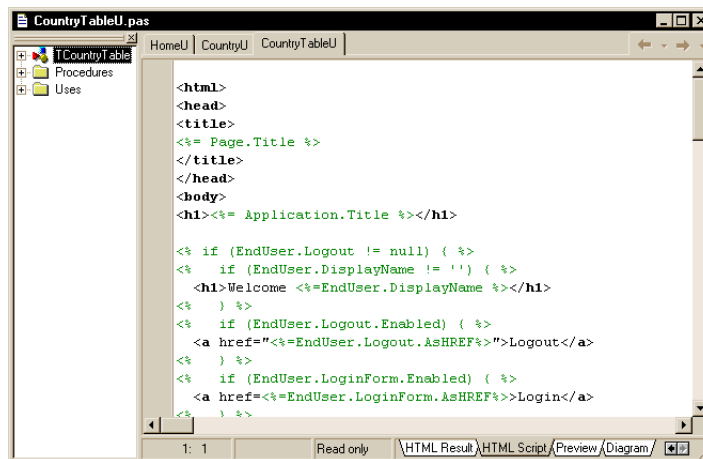 CountryTableU.pas
TCountryTable
Procedures
Uses
HomeU CountryU CountryTableU
<html>
<head>
<title>
<%= Page.Title %>
</title>
</head>
<body>
<h1><%= Application.Title %></h1>
<% if (EndUser.Logout != null) { %>
<%   if (EndUser.DisplayName != '') { %>
  <h1>Welcome <%=EndUser.DisplayName %></h1>
<%   } %>
<%   if (EndUser.Logout.Enabled) { %>
  <a href="<%=EndUser.Logout.AsHREF%>">Logout</a>
<%   } %>
<%   if (EndUser.LoginForm.Enabled) { %>
  <a href=<%=EndUser.LoginForm.AsHREF%>>Login</a>
<%   } %>
1: 1 Read only HTML Result HTML Script Preview Diagram